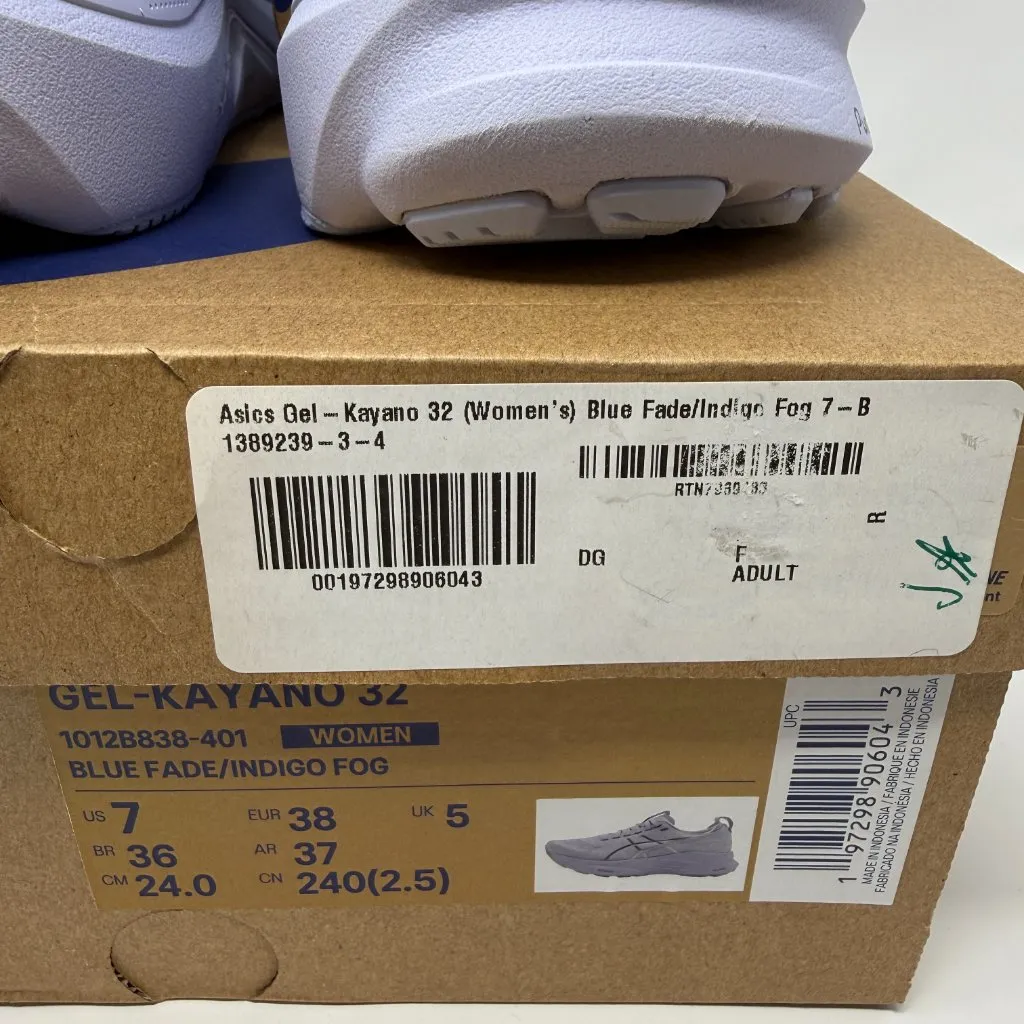 Asics Gel-Kayano 32 (Women's) Blue Fade/Indigo Fog 7-B
1389239-3-4
R
DG
F
ADULT
00197298906043
GEL-KAYANO 32
1012B838-401 WOMEN
BLUE FADE/INDIGO FOG
US 7 EUR 38 UK 5
BR 36 AR 37
CM 24.0 CN 240(2.5)
UPC
1 97298 90604 3
MADE IN INDONESIA / FABRIQUE EN INDONESIE
FABRICADO NA INDONÉSIA / HECHO EN INDONESIA